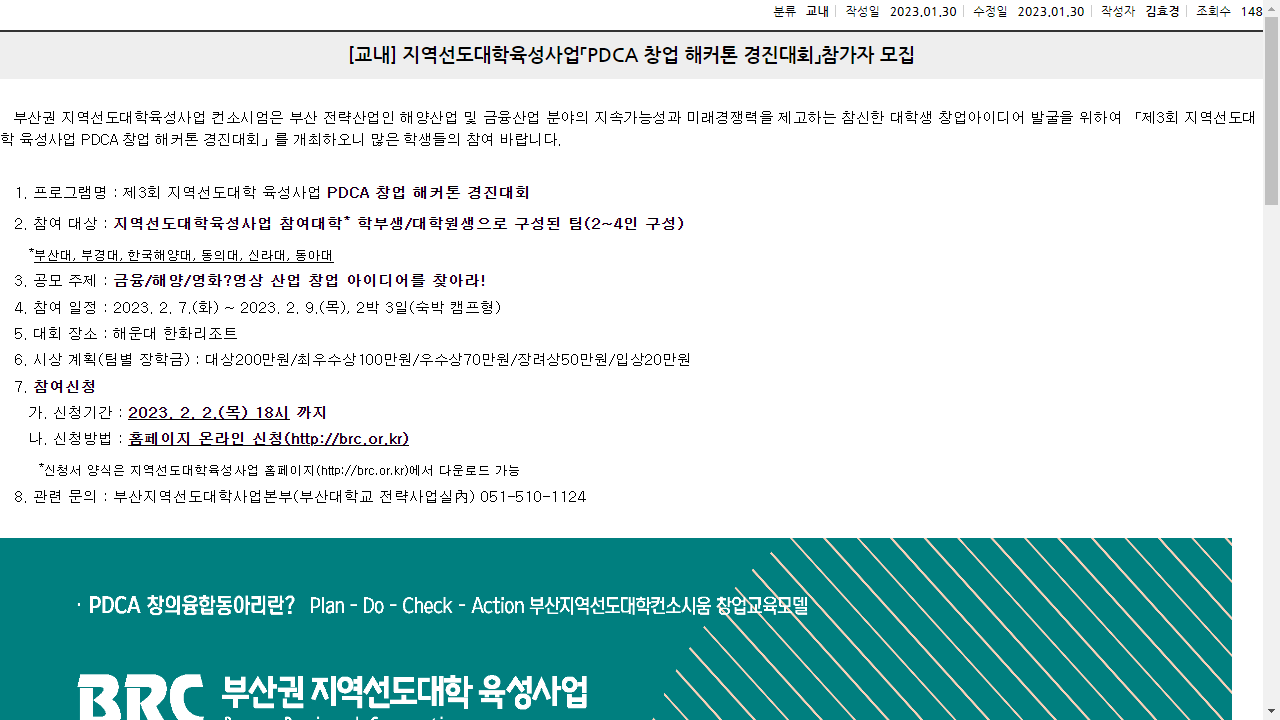 분류 교내 작성일 2023.01.30 수정일 2023.01.30 작성자 김효경 조회수 148
[교내] 지역선도대학육성사업「PDCA 창업 해커톤 경진대회」참가자 모집
부산권 지역선도대학육성사업 컨소시엄은 부산 전략산업인 해양산업 및 금융산업 분야의 지속가능성과 미래경쟁력을 제고하는 참신한 대학생 창업아이디어 발굴을 위하여 「제3회 지역선도대
학 육성사업 PDCA 창업 해커톤 경진대회」를 개최하오니 많은 학생들의 참여 바랍니다.
1. 프로그램명 : 제3회 지역선도대학 육성사업 PDCA 창업 해커톤 경진대회
2. 참여 대상 : 지역선도대학육성사업 참여대학* 학부생/대학원생으로 구성된 팀(2~4인 구성)
*부산대, 부경대, 한국해양대, 동의대, 신라대, 동아대
3. 공모 주제 : 금융/해양/영화?영상 산업 창업 아이디어를 찾아라!
4. 참여 일정 : 2023. 2. 7.(화) ~ 2023. 2. 9.(목), 2박 3일(숙박 캠프형)
5. 대회 장소 : 해운대 한화리조트
6. 시상 계획(팀별 장학금) : 대상200만원/최우수상100만원/우수상70만원/장려상50만원/입상20만원
7. 참여신청
가. 신청기간 : 2023. 2. 2.(목) 18시 까지
나. 신청방법 : 홈페이지 온라인 신청(http://brc.or.kr)
*신청서 양식은 지역선도대학육성사업 홈페이지(http://brc.or.kr)에서 다운로드 가능
8. 관련 문의 : 부산지역선도대학사업본부(부산대학교 전략사업실內) 051-510-1124
· PDCA 창의융합동아리란? Plan - Do - Check - Action 부산지역선도대학컨소시움 창업교육모델
BRC 부산권 지역선도대학 육성사업